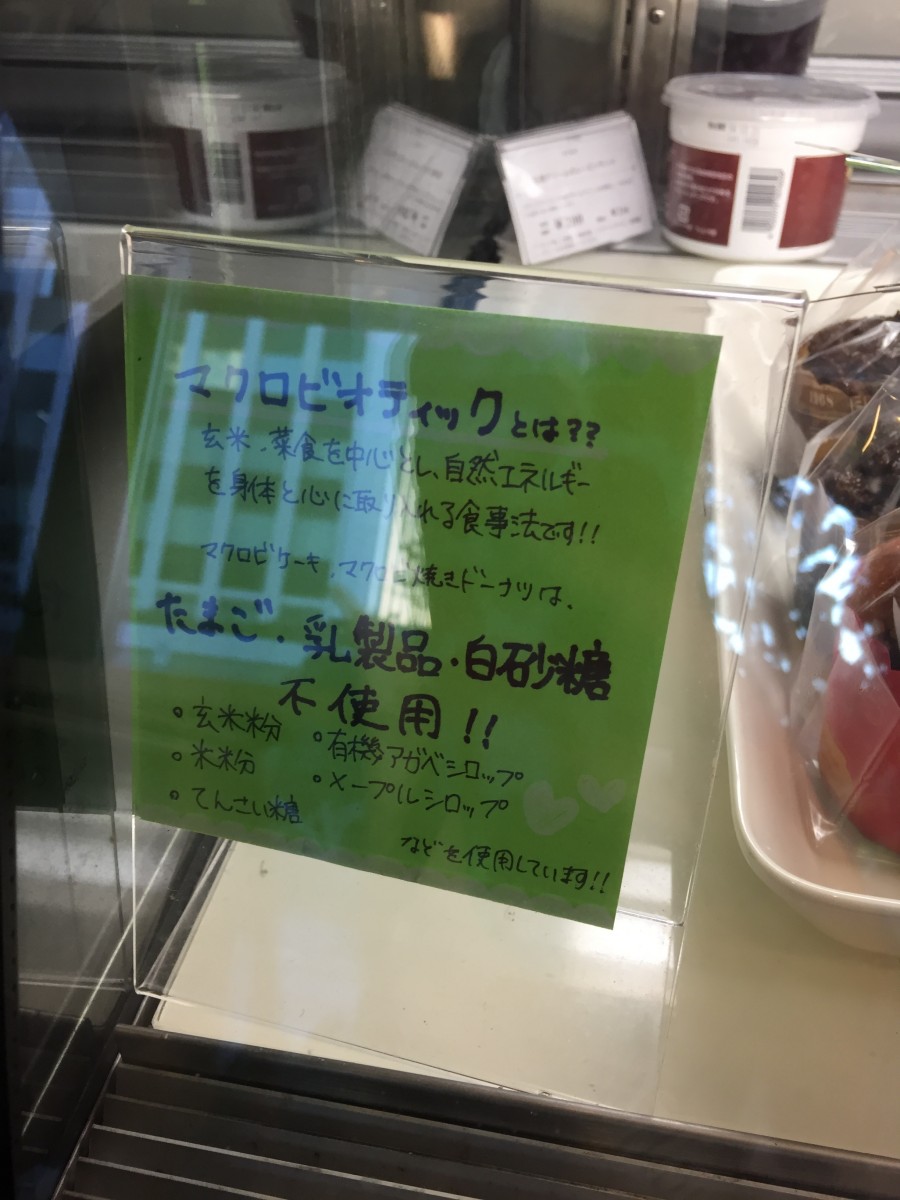 マクロビオティックとは??
玄米、菜食を中心とし、自然エネルギー
を身体と心に取り入れる食事法です!!
マクロビケーキ、マクロビ焼きドーナツは、
たまご・乳製品・白砂糖
不使用!!
・玄米粉
・有機アガベシロップ
・米粉
・メープルシロップ
・てんさい糖
などを使用しています!!